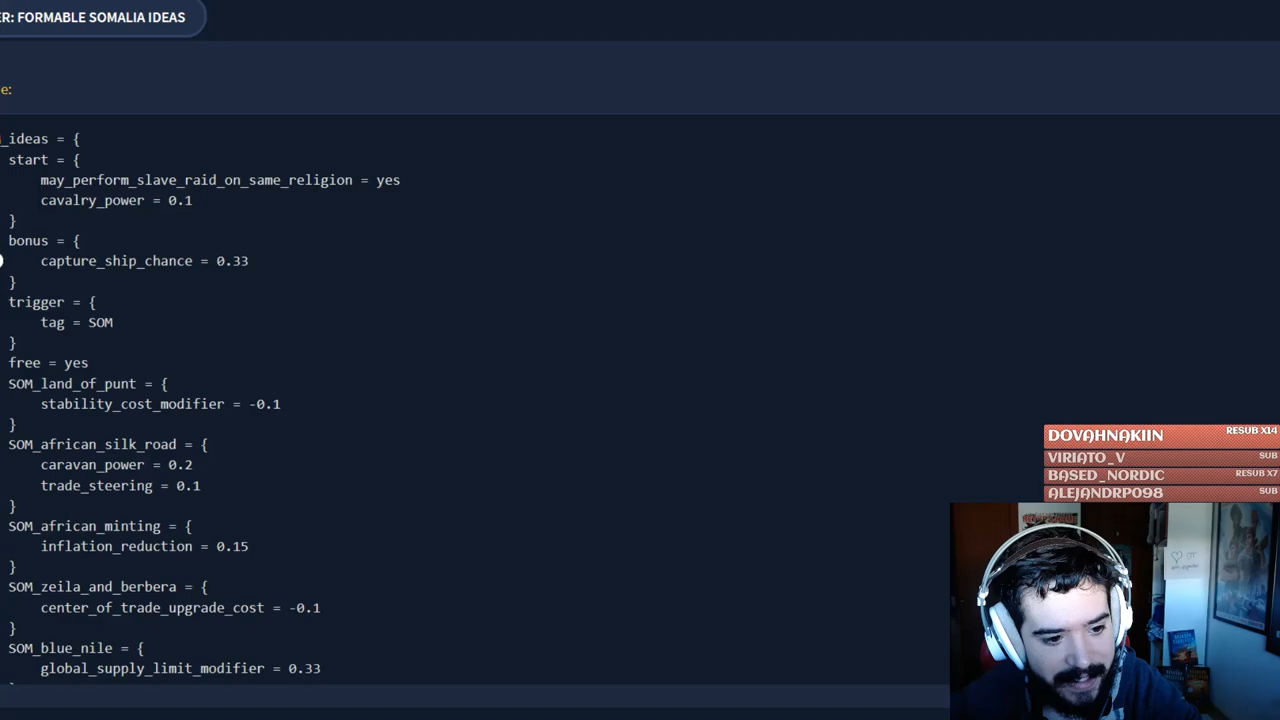 ER: FORMABLE SOMALIA IDEAS
e:
_ideas = {
start = {
may_perform_slave_raid_on_same_religion = yes
cavalry_power = 0.1
}
bonus = {
capture_ship_chance = 0.33
}
trigger = {
tag = SOM
}
free = yes
SOM_land_of_punt = {
stability_cost_modifier = -0.1
}
SOM_african_silk_road = {
caravan_power = 0.2
trade_steering = 0.1
}
SOM_african_minting = {
inflation_reduction = 0.15
}
SOM_zeila_and_berbera = {
center_of_trade_upgrade_cost = -0.1
}
SOM_blue_nile = {
global_supply_limit_modifier = 0.33
DOVAHNAKIIN RESUB X14
VIRIATO_V SUB
BASED_NORDIC RESUB X7
ALEJANDRP098 SUB